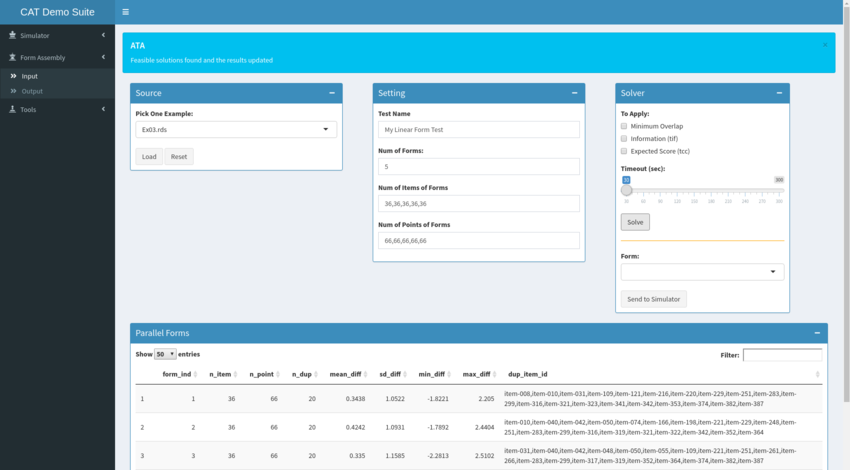 CAT Demo Suite
Simulator
Form Assembly
Input
Output
Tools
ATA
Feasible solutions found and the results updated
Source
Pick One Example:
Ex03.rds
Load Reset
Setting
Test Name
My Linear Form Test
Num of Forms:
5
Num of Items of Forms
36,36,36,36,36
Num of Points of Forms
66,66,66,66,66
Solver
To Apply:
Minimum Overlap
Information (tif)
Expected Score (tcc)
Timeout (sec):
30 300
30 60 90 120 150 180 210 240 270 300
Solve
Form:
Send to Simulator
Parallel Forms
Show 50 entries Filter:
form_ind n_item n_point n_dup mean_diff sd_diff min_diff max_diff dup_item_id
1 1 36 66 20 0.3438 1.0522 -1.8221 2.205 item-008,item-010,item-031,item-109,item-121,item-216,item-220,item-229,item-251,item-283,item-
299,item-316,item-321,item-323,item-341,item-342,item-353,item-374,item-382,item-387
2 2 36 66 20 0.4242 1.0931 -1.7892 2.4404 item-010,item-040,item-042,item-050,item-074,item-166,item-198,item-221,item-229,item-248,item-
251,item-283,item-299,item-316,item-319,item-321,item-322,item-342,item-352,item-364
3 3 36 66 20 0.335 1.1585 -2.2813 2.5102 item-031,item-040,item-042,item-048,item-050,item-055,item-109,item-221,item-251,item-261,item-
266,item-283,item-299,item-317,item-319,item-352,item-364,item-374,item-382,item-387